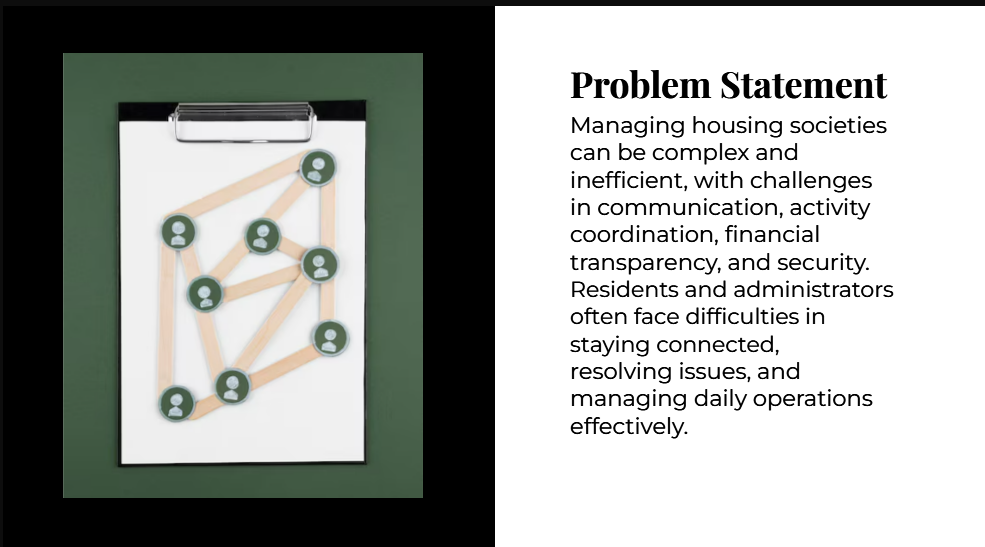 Problem Statement
Managing housing societies
can be complex and
inefficient, with challenges
in communication, activity
coordination, financial
transparency, and security.
Residents and administrators
often face difficulties in
staying connected,
resolving issues, and
managing daily operations
effectively.